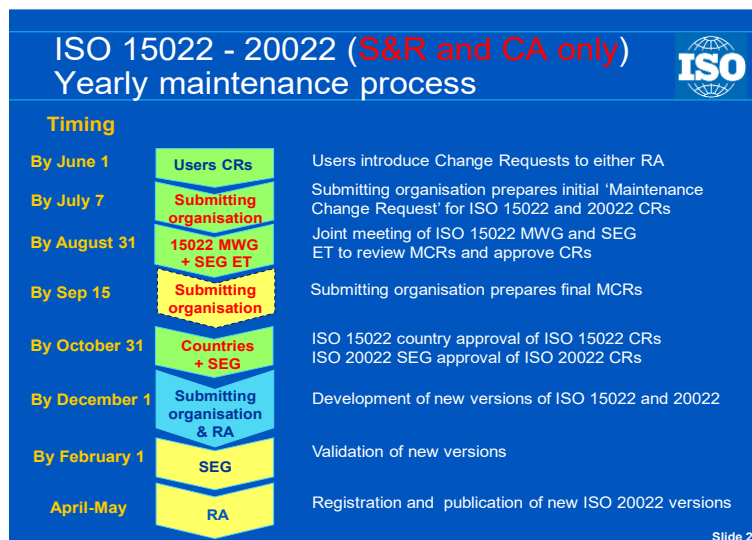 ISO 15022 - 20022 (S&R and CA only)
Yearly maintenance process
ISO
Timing
By June 1
Users CRs
Users introduce Change Requests to either RA
By July 7
Submitting
organisation
Submitting organisation prepares initial ‘Maintenance
Change Request’ for ISO 15022 and 20022 CRs
By August 31
15022 MWG
+ SEG ET
Joint meeting of ISO 15022 MWG and SEG
ET to review MCRs and approve CRs
By Sep 15
Submitting
organisation
Submitting organisation prepares final MCRs
By October 31
Countries
+ SEG
ISO 15022 country approval of ISO 15022 CRs
ISO 20022 SEG approval of ISO 20022 CRs
By December 1
Submitting
organisation
& RA
Development of new versions of ISO 15022 and 20022
By February 1
SEG
Validation of new versions
April-May
RA
Registration and publication of new ISO 20022 versions
Slide 2